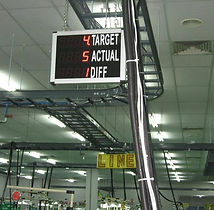 4 TARGET
5 ACTUAL
1 DIFF
LINE